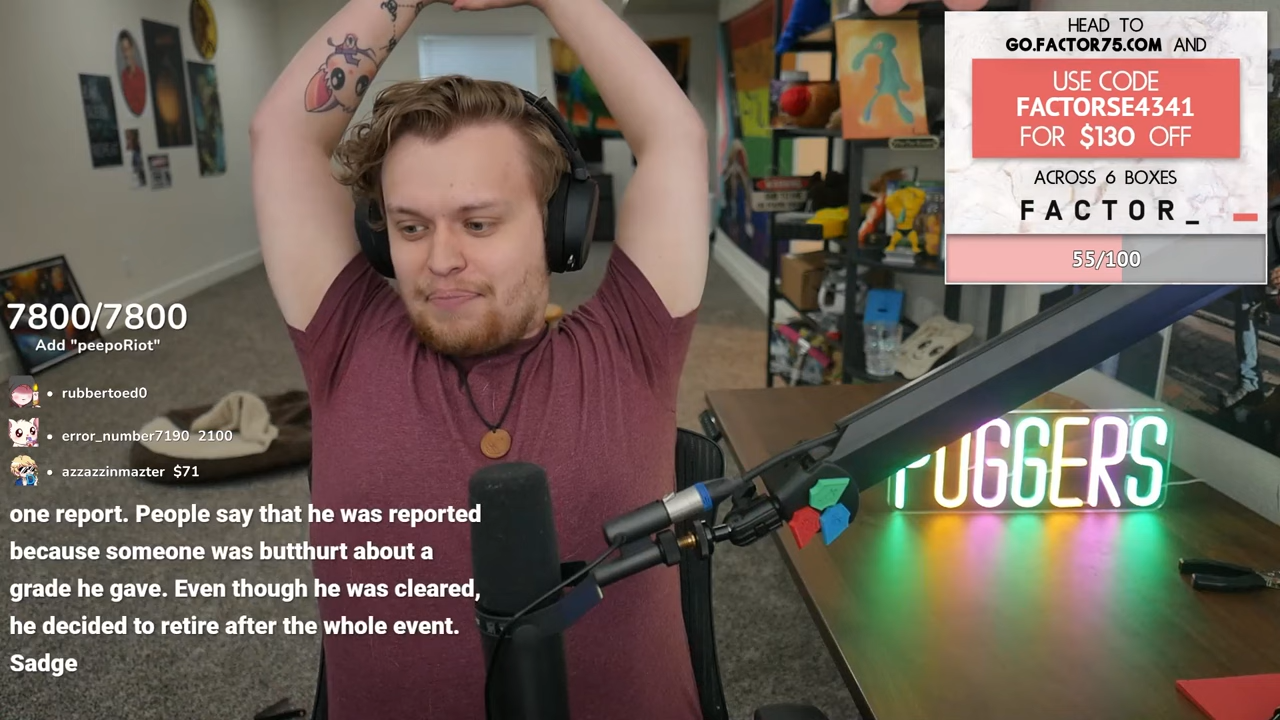 HEAD TO
GO.FACTOR75.COM AND
USE CODE
FACTORSE4341
FOR $130 OFF
ACROSS 6 BOXES
FACTOR_
55/100
7800/7800
Add "peepoRiot"
• rubbertoed0
• error_number7190 2100
• azzazzinmazter $71
one report. People say that he was reported
because someone was butthurt about a
grade he gave. Even though he was cleared,
he decided to retire after the whole event.
Sadge
POGGERS